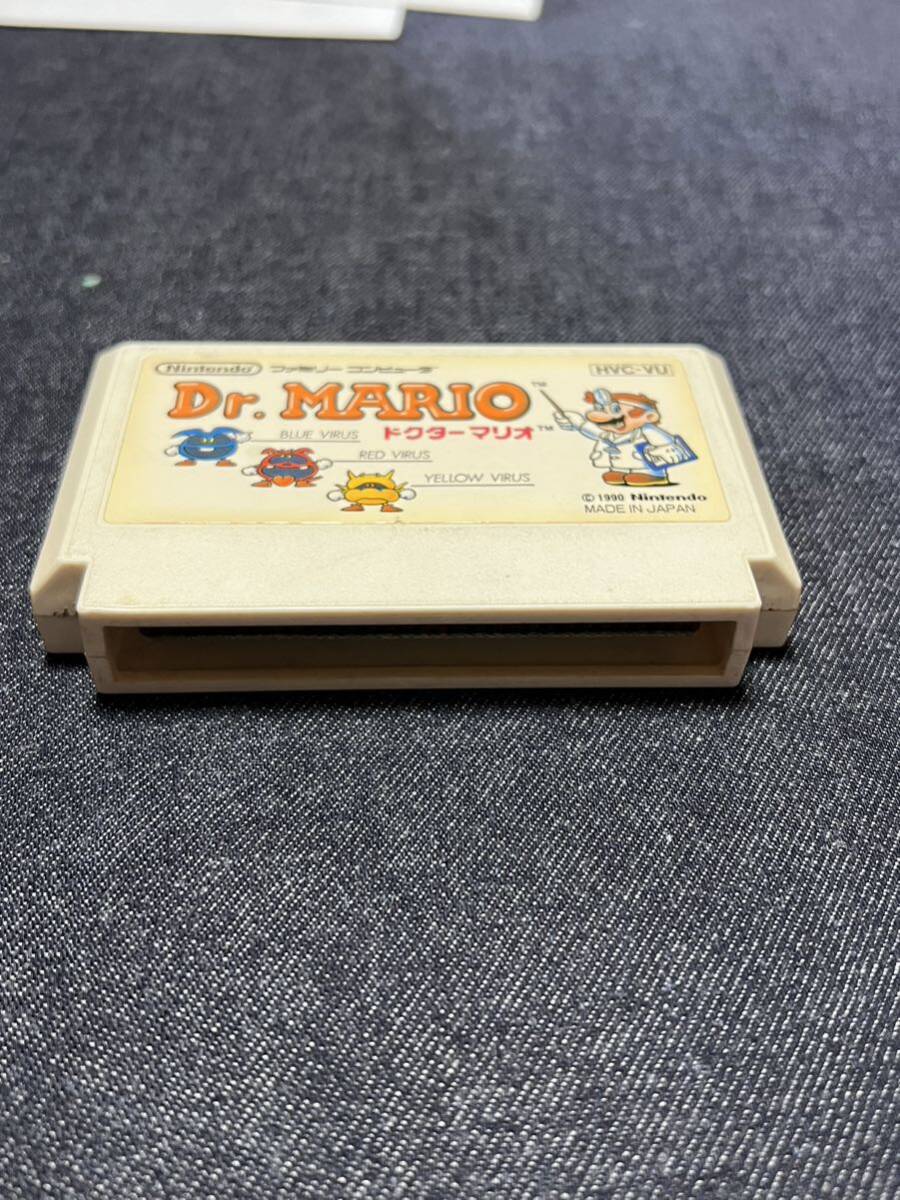 Nintendo ファミリー コンピュータ HVC-VU
Dr. MARIO™
ドクターマリオ™
BLUE VIRUS
RED VIRUS
YELLOW VIRUS
© 1990 Nintendo
MADE IN JAPAN